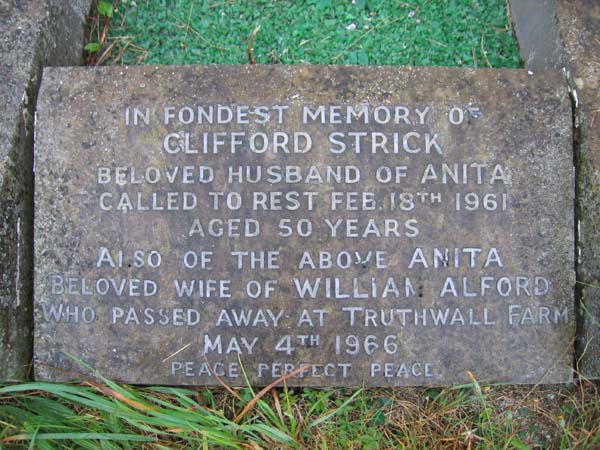 IN FONDEST MEMORY OF
CLIFFORD STRICK
BELOVED HUSBAND OF ANITA
CALLED TO REST FEB. 18TH 1961
AGED 50 YEARS
ALSO OF THE ABOVE ANITA
BELOVED WIFE OF WILLIAM ALFORD
WHO PASSED AWAY AT TRUTHWALL FARM
MAY 4TH 1966
PEACE PERFECT PEACE.